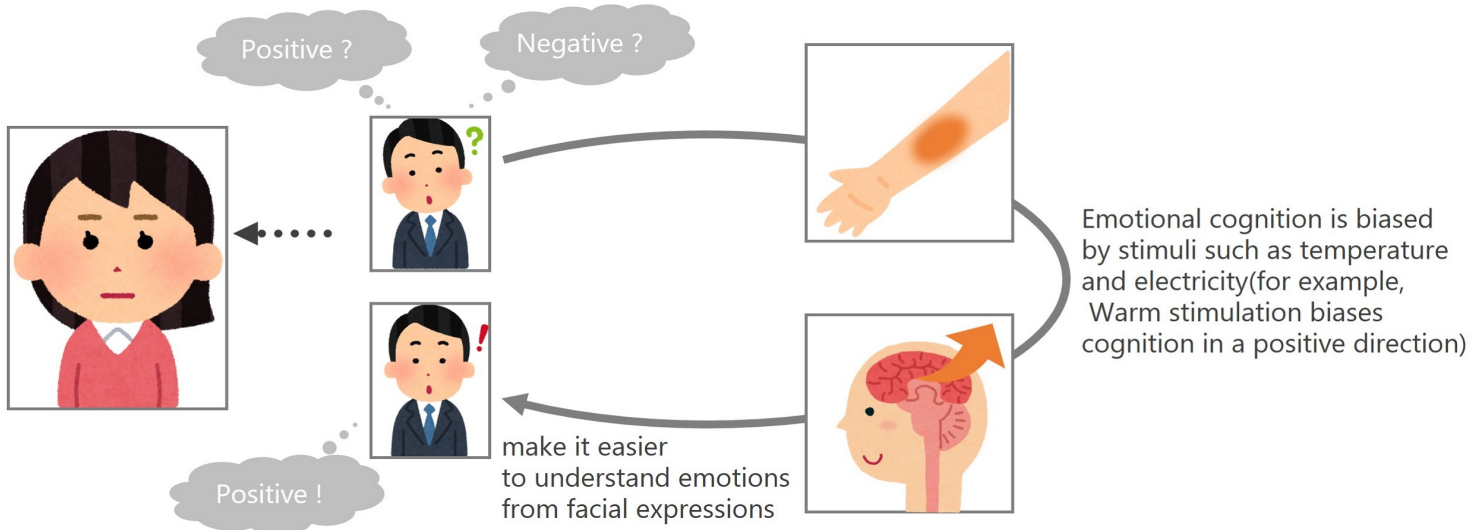 Positive ?
Negative ?
?
Emotional cognition is biased
by stimuli such as temperature
and electricity(for example,
Warm stimulation biases
cognition in a positive direction)
!
make it easier
to understand emotions
from facial expressions
Positive !